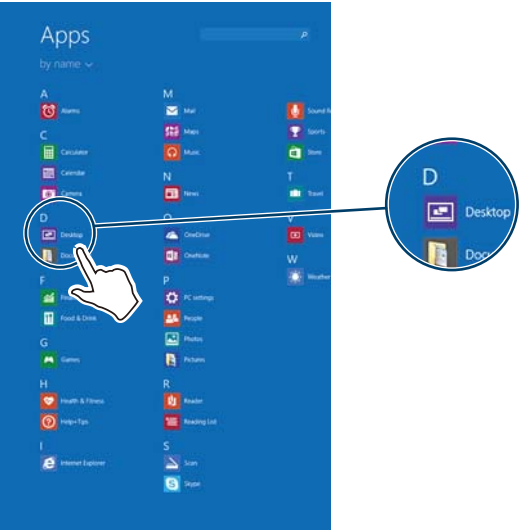 Apps
by name
A
Alarms
C
Calculator
Calendar
Camera
D
Desktop
F
Food & Drink
G
Games
H
Health & Fitness
Help+Tips
I
Internet Explorer
M
Mail
Maps
Music
N
News
O
OneDrive
OneNote
P
PC settings
People
Photos
Pictures
R
Reader
Reading List
S
Scan
Skype
Sound R
Sports
Store
T
Travel
V
Video
W
Weather
D
Desktop
Docu